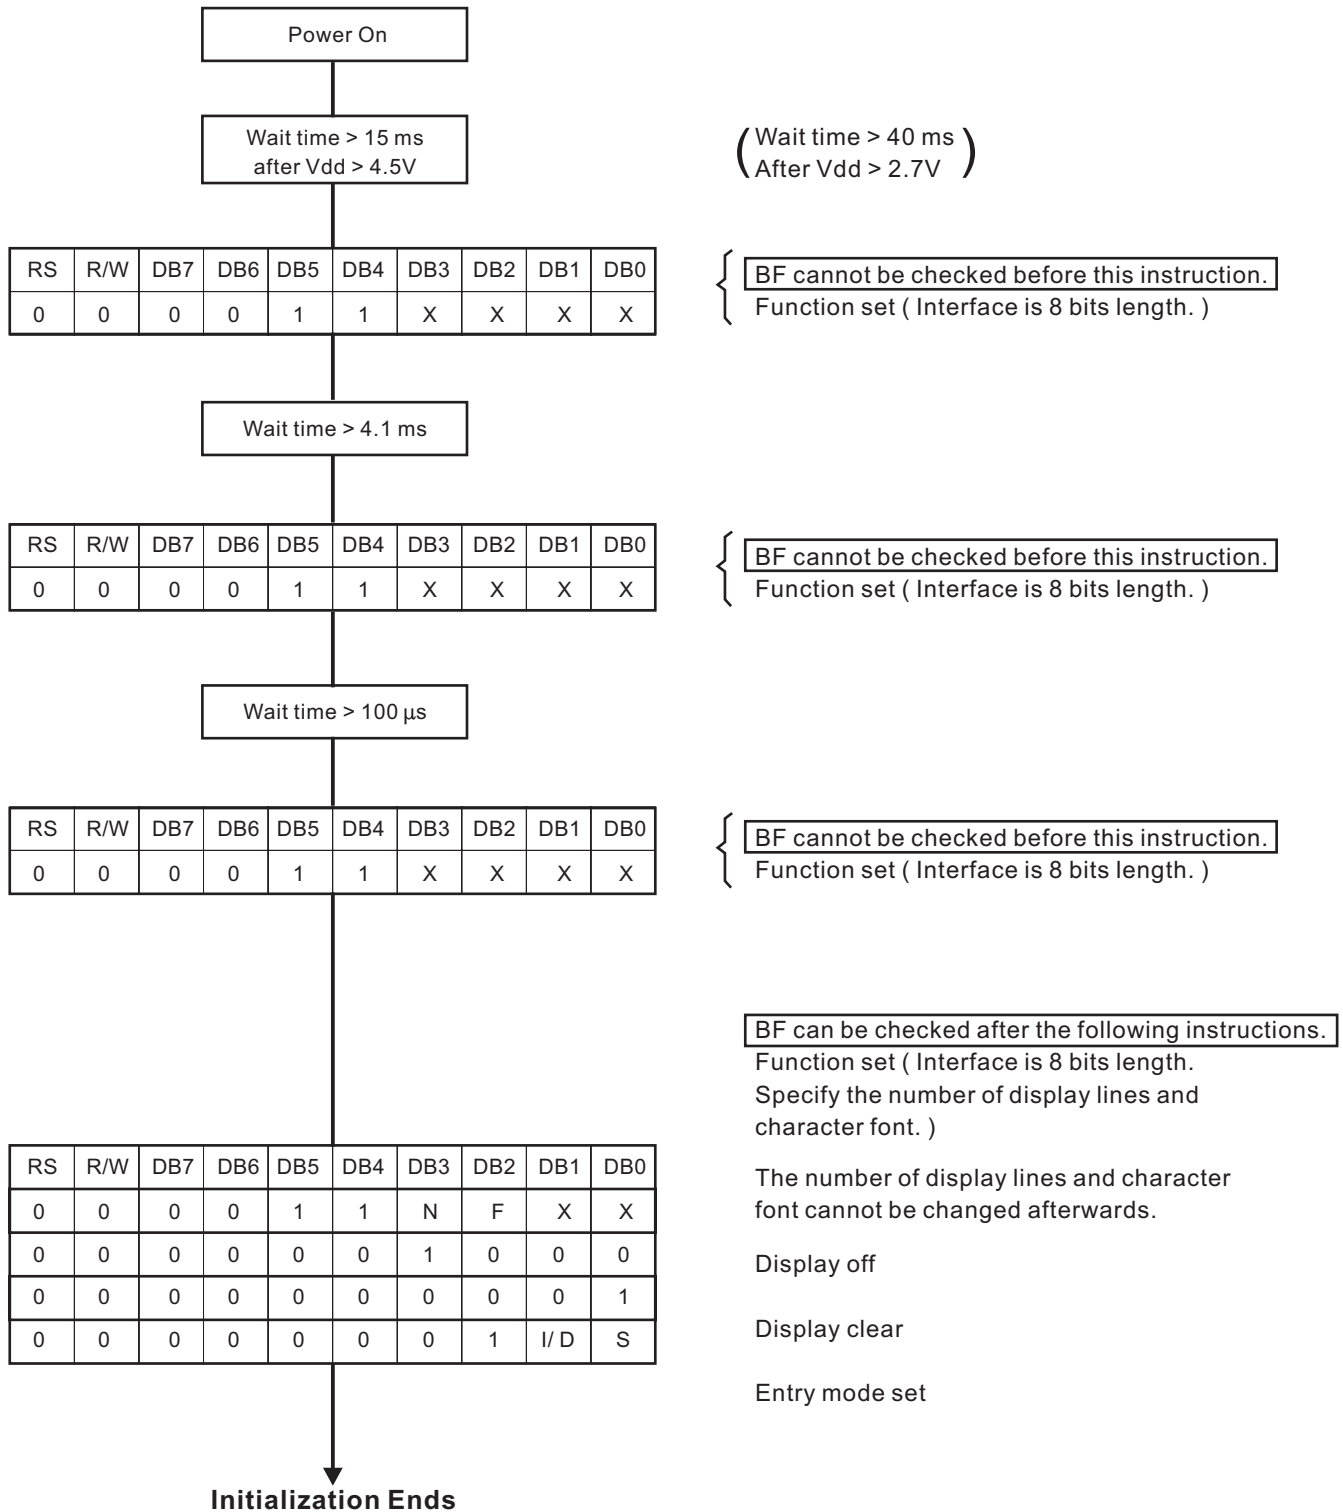 Power On
Wait time > 15 ms
after Vdd > 4.5V
Wait time > 40 ms
After Vdd > 2.7V
RS R/W DB7 DB6 DB5 DB4 DB3 DB2 DB1 DB0
0 0 0 0 1 1 X X X X
BF cannot be checked before this instruction.
Function set ( Interface is 8 bits length. )
Wait time > 4.1 ms
RS R/W DB7 DB6 DB5 DB4 DB3 DB2 DB1 DB0
0 0 0 0 1 1 X X X X
BF cannot be checked before this instruction.
Function set ( Interface is 8 bits length. )
Wait time > 100 µs
RS R/W DB7 DB6 DB5 DB4 DB3 DB2 DB1 DB0
0 0 0 0 1 1 X X X X
BF cannot be checked before this instruction.
Function set ( Interface is 8 bits length. )
BF can be checked after the following instructions.
Function set ( Interface is 8 bits length.
Specify the number of display lines and
character font. )
RS R/W DB7 DB6 DB5 DB4 DB3 DB2 DB1 DB0
0 0 0 0 1 1 N F X X
0 0 0 0 0 0 1 0 0 0
0 0 0 0 0 0 0 0 0 1
0 0 0 0 0 0 0 1 I/ D S
The number of display lines and character
font cannot be changed afterwards.
Display off
Display clear
Entry mode set
Initialization Ends